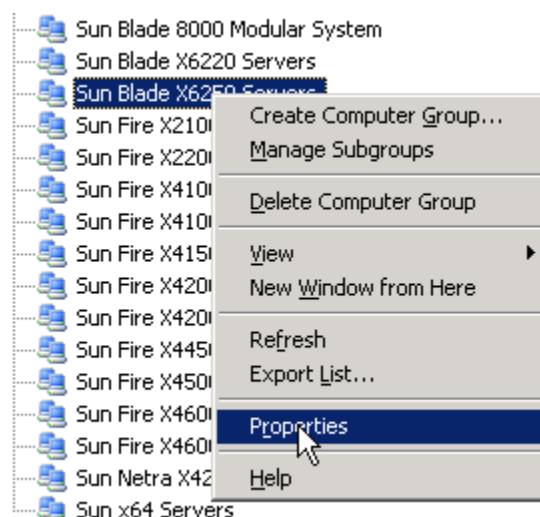 Sun Blade 8000 Modular System
Sun Blade X6220 Servers
Sun Blade X6250 Servers
Sun Fire X210
Sun Fire X220
Sun Fire X410
Sun Fire X410
Sun Fire X415
Sun Fire X420
Sun Fire X420
Sun Fire X445
Sun Fire X450
Sun Fire X460
Sun Fire X460
Sun Netra X42
Sun x64 Servers
Create Computer Group...
Manage Subgroups
Delete Computer Group
View
New Window from Here
Refresh
Export List...
Properties
Help